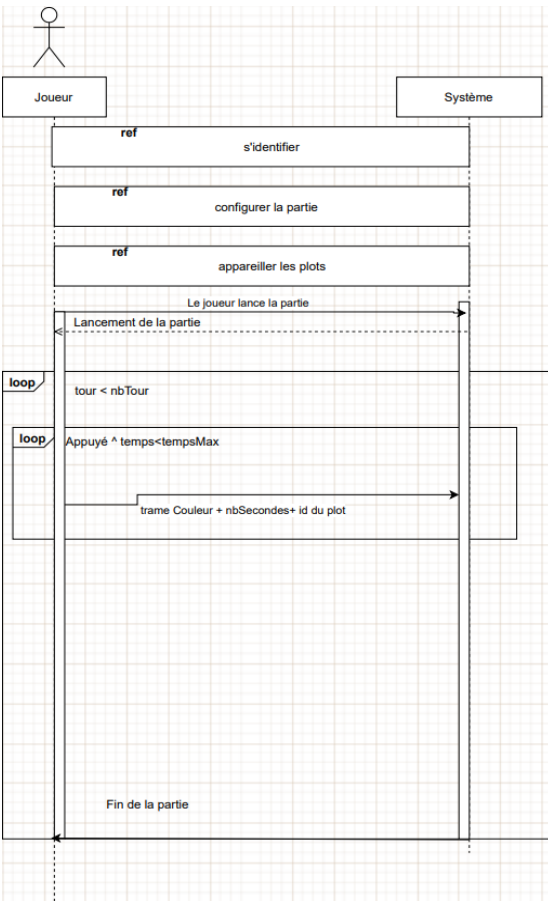 Joueur
Système
ref
s'identifier
ref
configurer la partie
ref
appareiller les plots
Le joueur lance la partie
Lancement de la partie
loop
tour < nbTour
loop
Appuyé ^ temps<tempsMax
trame Couleur + nbSecondes+ id du plot
Fin de la partie